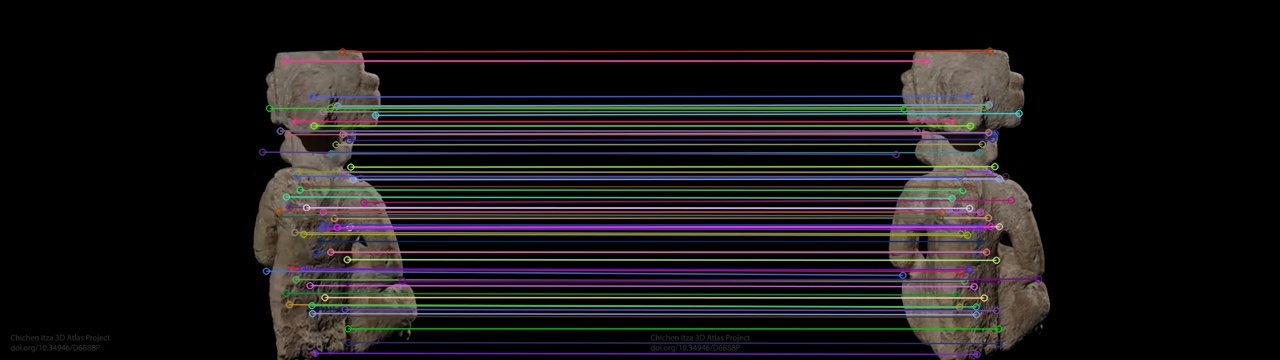 Chichen Itza 3D Atlas Project
doi.org/10.34946/D6B88P
Chichen Itza 3D Atlas Project
doi.org/10.34946/D6B88P